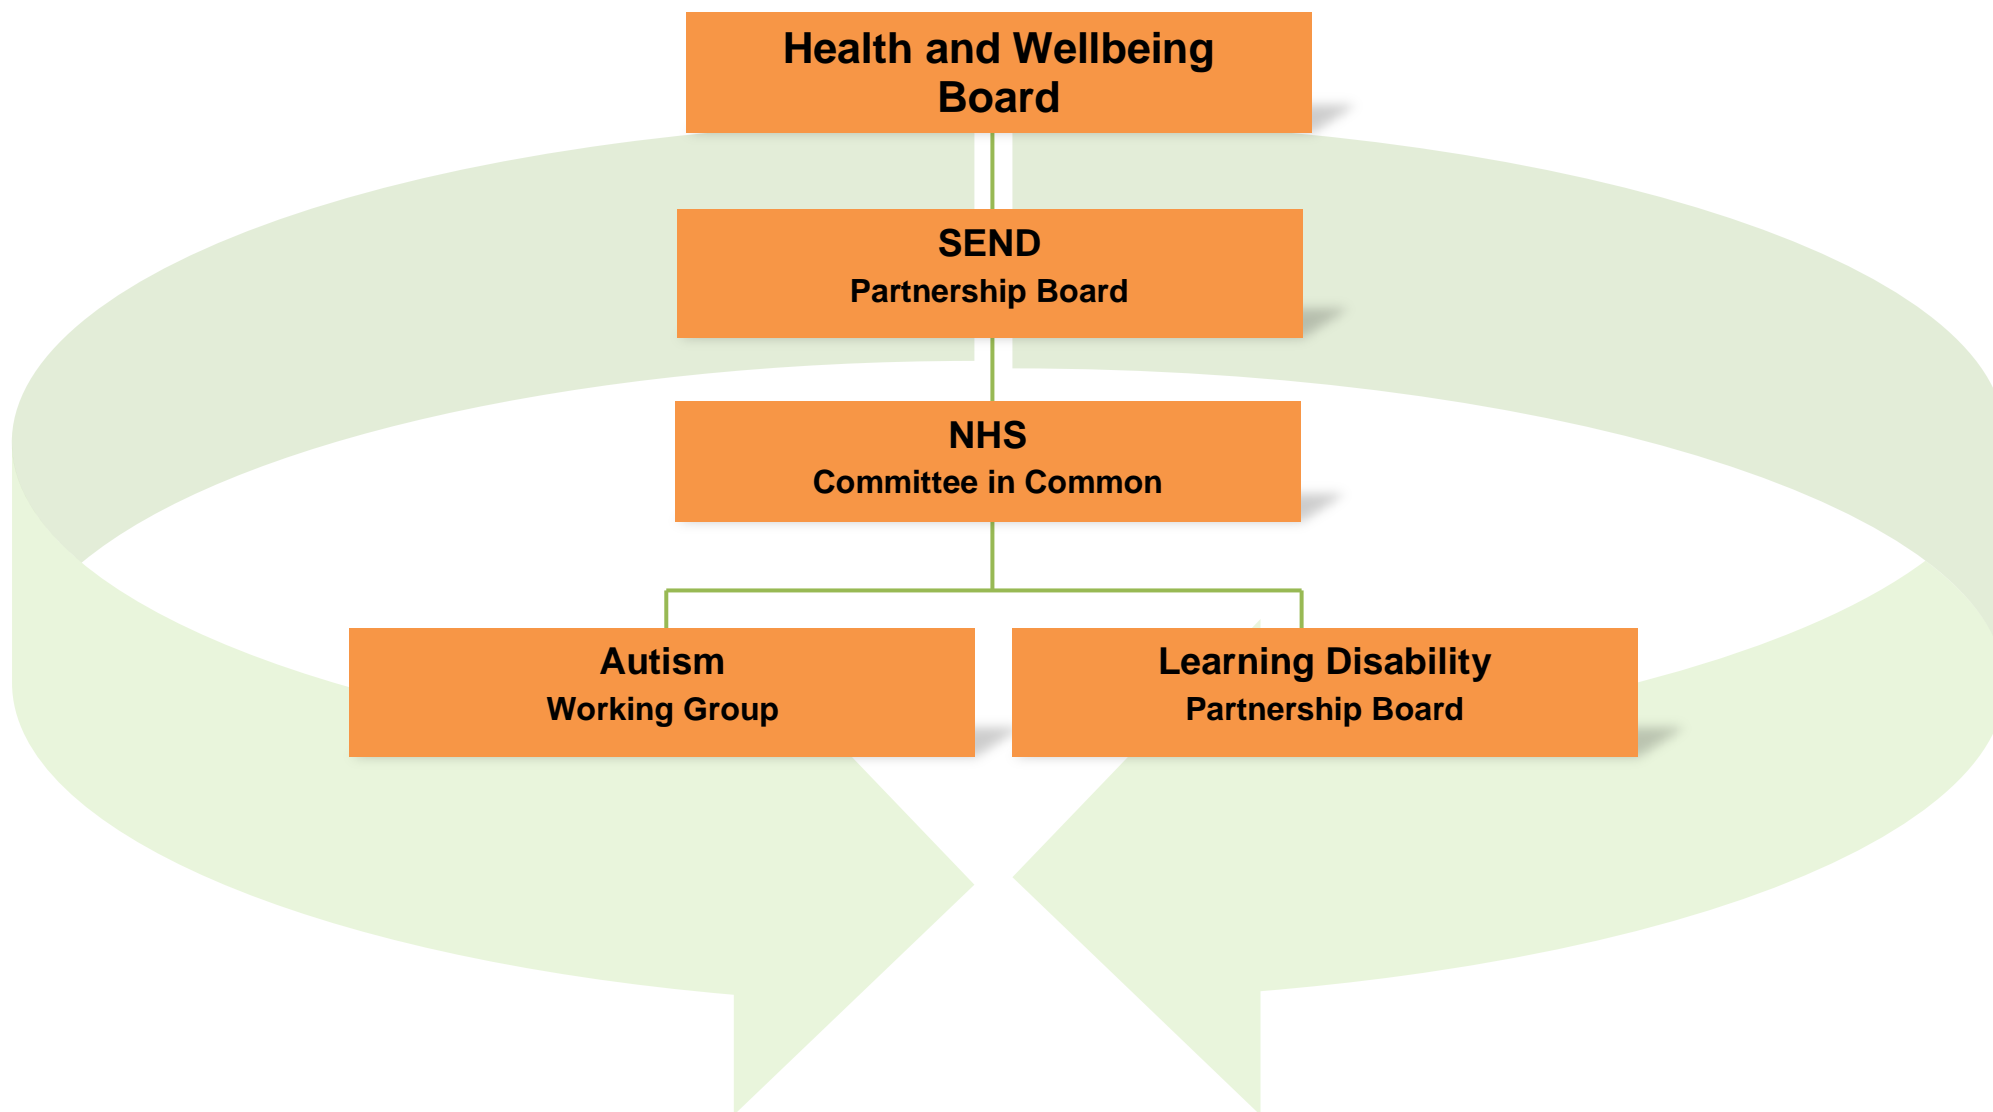 Health and Wellbeing
Board
SEND
Partnership Board
NHS
Committee in Common
Autism
Working Group
Learning Disability
Partnership Board